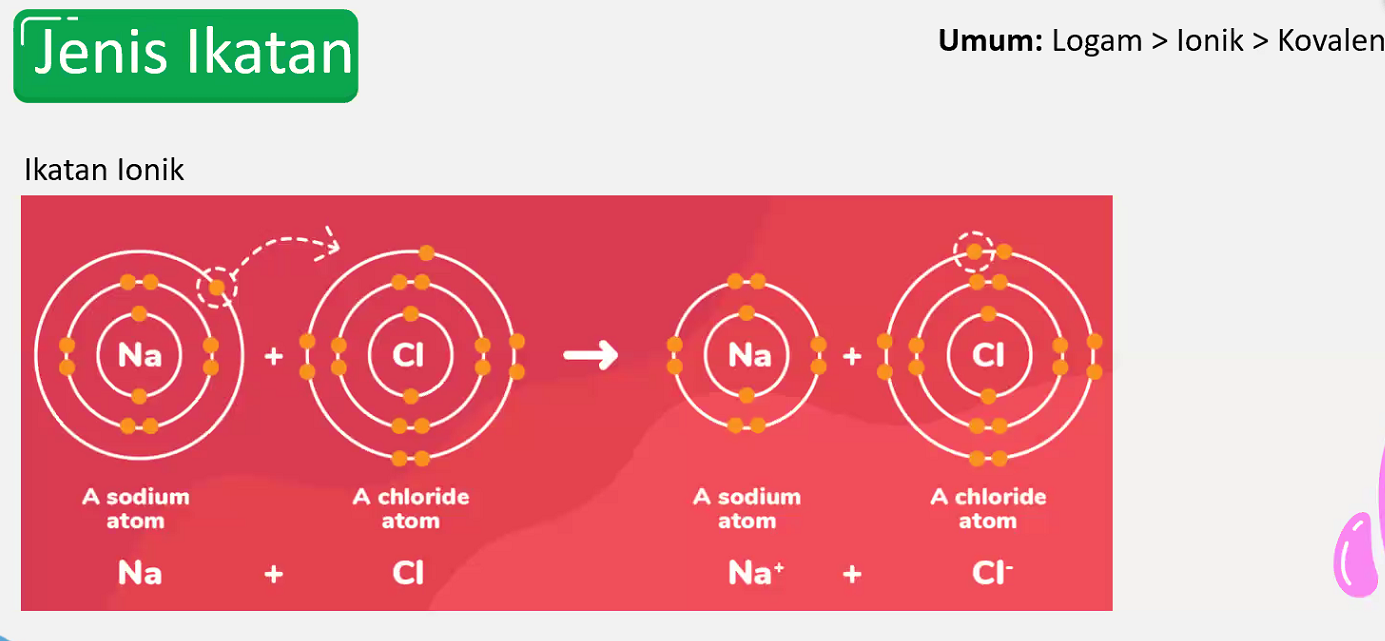 Jenis Ikatan
Umum: Logam > Ionik > Kovalen
Ikatan Ionik
Na + Cl Na + Cl
A sodium atom
A chloride atom
A sodium atom
A chloride atom
Na + Cl Na⁺ + Cl⁻